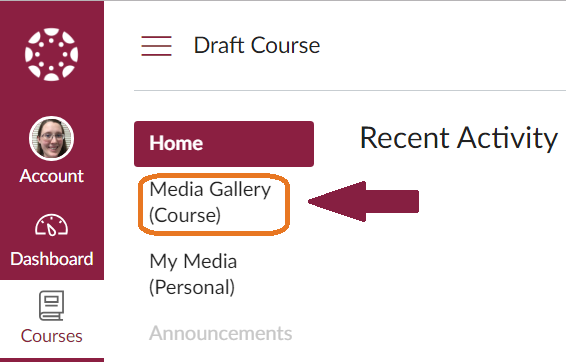 Draft Course
Account
Dashboard
Courses
Home
Media Gallery
(Course)
My Media
(Personal)
Announcements
Recent Activity